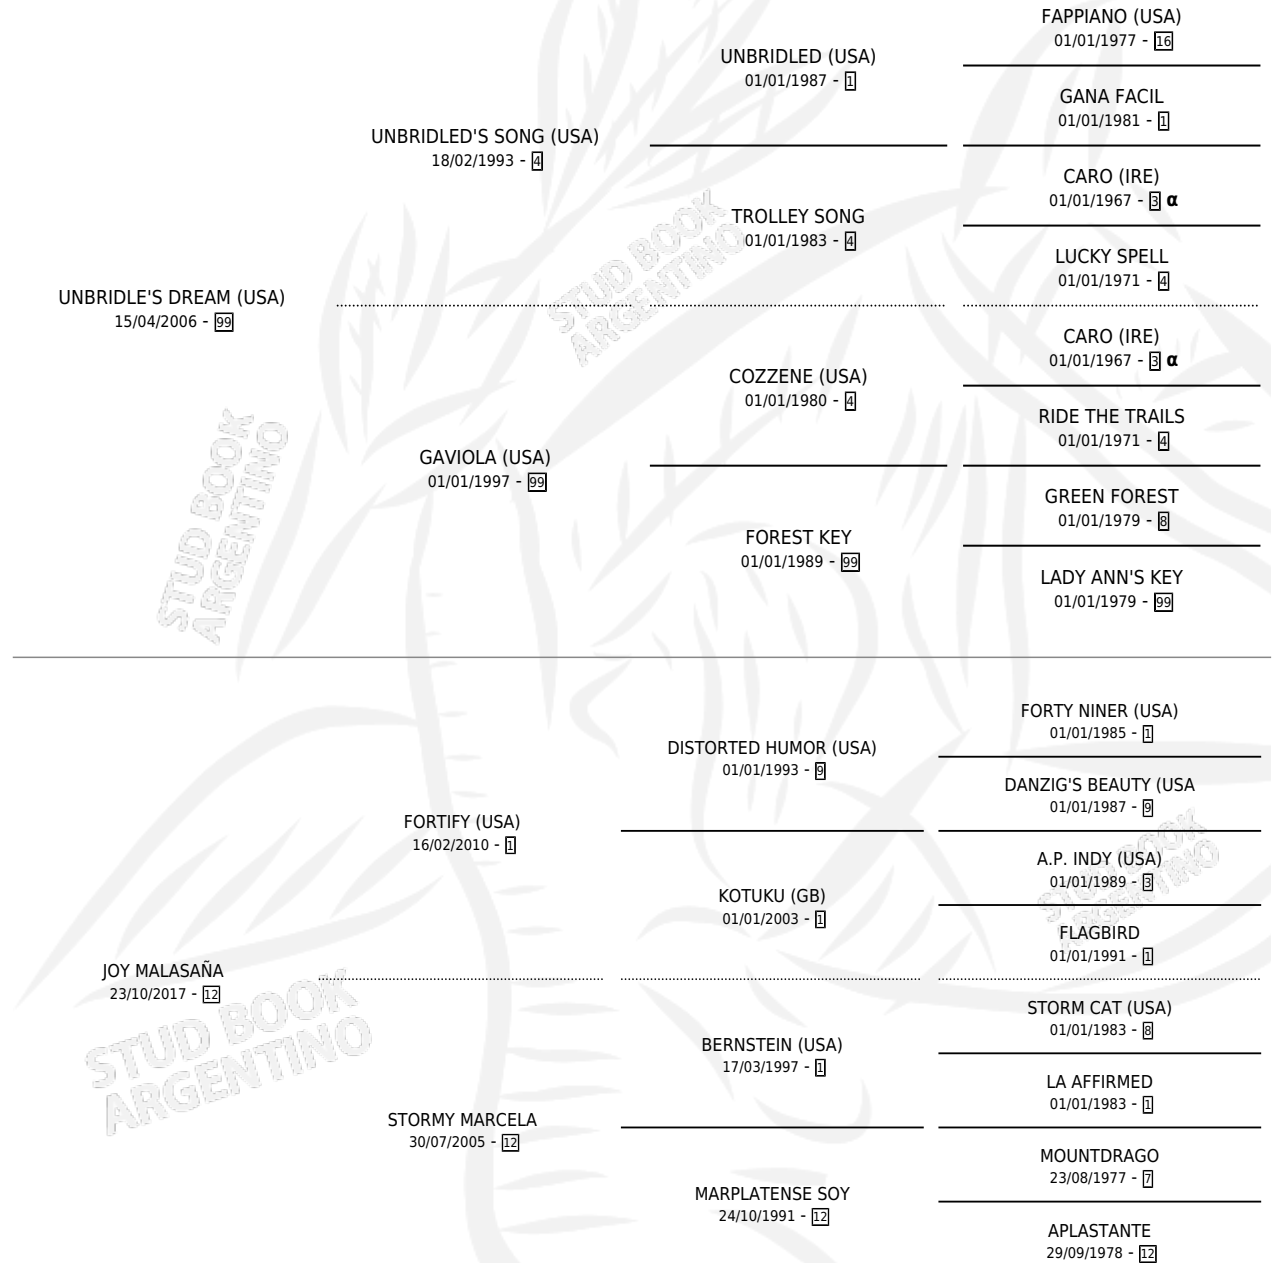 FAPPIANO (USA)
01/01/1977 - 16
UNBRIDLED (USA)
01/01/1987 - 1
GANA FACIL
01/01/1981 - 1
UNBRIDLED'S SONG (USA)
18/02/1993 - 4
CARO (IRE)
01/01/1967 - 3 α
TROLLEY SONG
01/01/1983 - 4
LUCKY SPELL
01/01/1971 - 4
UNBRIDLE'S DREAM (USA)
15/04/2006 - 99
CARO (IRE)
01/01/1967 - 3 α
COZZENE (USA)
01/01/1980 - 4
RIDE THE TRAILS
01/01/1971 - 4
GAVIOLA (USA)
01/01/1997 - 99
GREEN FOREST
01/01/1979 - 8
FOREST KEY
01/01/1989 - 99
LADY ANN'S KEY
01/01/1979 - 99
FORTY NINER (USA)
01/01/1985 - 1
DISTORTED HUMOR (USA)
01/01/1993 - 9
DANZIG'S BEAUTY (USA
01/01/1987 - 9
FORTIFY (USA)
16/02/2010 - 1
A.P. INDY (USA)
01/01/1989 - 3
KOTUKU (GB)
01/01/2003 - 1
FLAGBIRD
01/01/1991 - 1
JOY MALASAÑA
23/10/2017 - 12
STORM CAT (USA)
01/01/1983 - 8
BERNSTEIN (USA)
17/03/1997 - 1
LA AFFIRMED
01/01/1983 - 1
STORMY MARCELA
30/07/2005 - 12
MOUNTDRAGO
23/08/1977 - 7
MARPLATENSE SOY
24/10/1991 - 12
APLASTANTE
29/09/1978 - 12
STUD BOOK
ARGENTINO
STUD BOOK
ARGENTINO
STUD BOOK
ARGENTINO
STUD BOOK
ARGENTINO